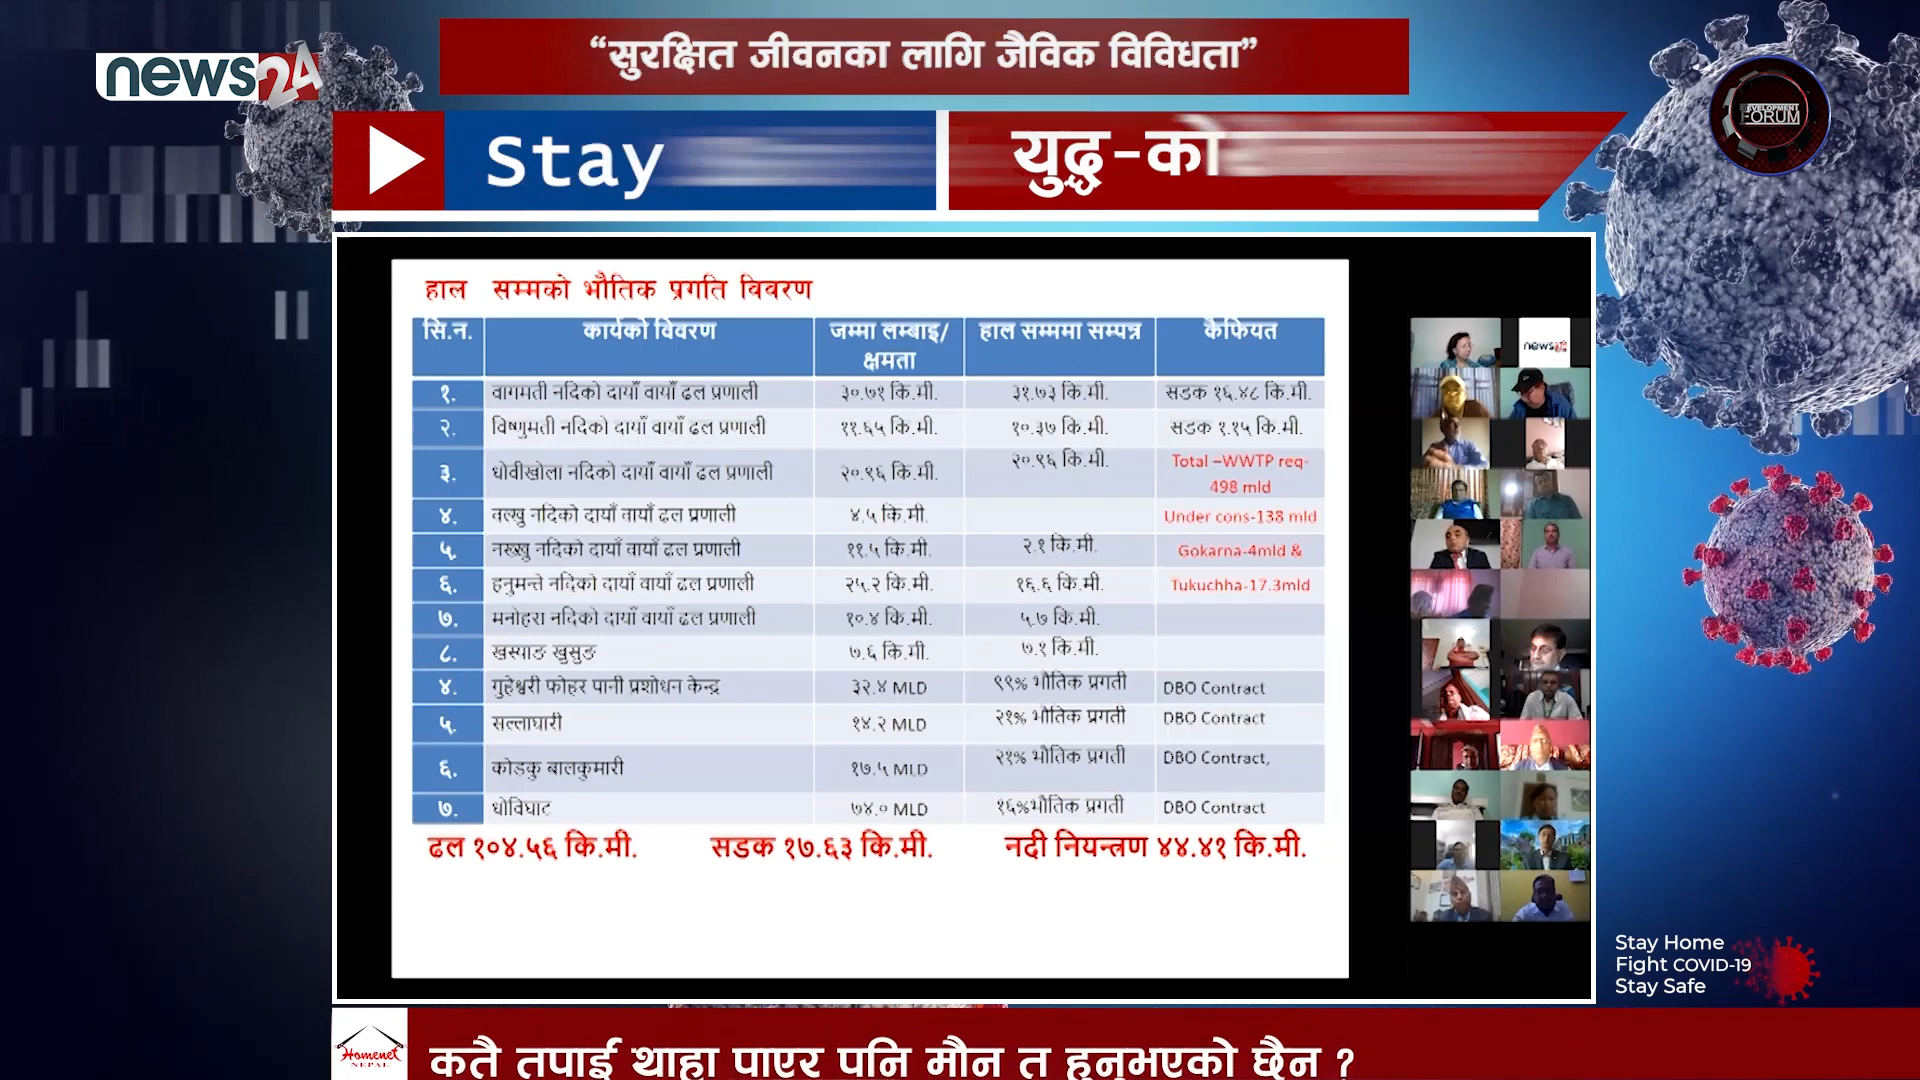 “सुरक्षित जीवनका लागि जैविक विविधता”
news24
DEVELOPMENT
FORUM
Stay
युद्ध-को
हाल सम्मको भौतिक प्रगति विवरण
सि.न. कार्यको विवरण जम्मा लम्बाइ/ क्षमता हाल सम्ममा सम्पन्न कैफियत
१. वागमती नदिको दायाँ वायाँ ढल प्रणाली ३०.७१ कि.मी. ३१.७३ कि.मी. सडक १६.४८ कि.मी.
२. विष्णुमती नदिको दायाँ वायाँ ढल प्रणाली ११.६५ कि.मी. १०.३७ कि.मी. सडक १.१५ कि.मी.
३. धोवीखोला नदिको दायाँ वायाँ ढल प्रणाली २०.९६ कि.मी. २०.९६ कि.मी. Total –WWTP req- 498 mld
४. वल्खु नदिको दायाँ वायाँ ढल प्रणाली ४.५ कि.मी. Under cons-138 mld
५. नख्खु नदिको दायाँ वायाँ ढल प्रणाली ११.५ कि.मी. २.१ कि.मी. Gokarna-4mld &
६. हनुमन्ते नदिको दायाँ वायाँ ढल प्रणाली २५.२ कि.मी. १६.६ कि.मी. Tukuchha-17.3mld
७. मनोहरा नदिको दायाँ वायाँ ढल प्रणाली १०.४ कि.मी. ५.७ कि.मी.
८. खस्याङ खुसुङ ७.६ कि.मी. ७.१ कि.मी.
४. गुहेश्वरी फोहर पानी प्रशोधन केन्द्र ३२.४ MLD ९९% भौतिक प्रगती DBO Contract
५. सल्लाघारी १४.२ MLD २१% भौतिक प्रगती DBO Contract
६. कोडकु बालकुमारी १७.५ MLD २१% भौतिक प्रगती DBO Contract,
७. धोविघाट ७४.० MLD १६%भौतिक प्रगती DBO Contract
ढल १०४.५६ कि.मी. सडक १७.६३ कि.मी. नदी नियन्त्रण ४४.४१ कि.मी.
news24
Stay Home
Fight COVID-19
Stay Safe
Homenet
NEPAL
कतै तपाईं थाहा पाएर पनि मौन त हुनुभएको छैन ?